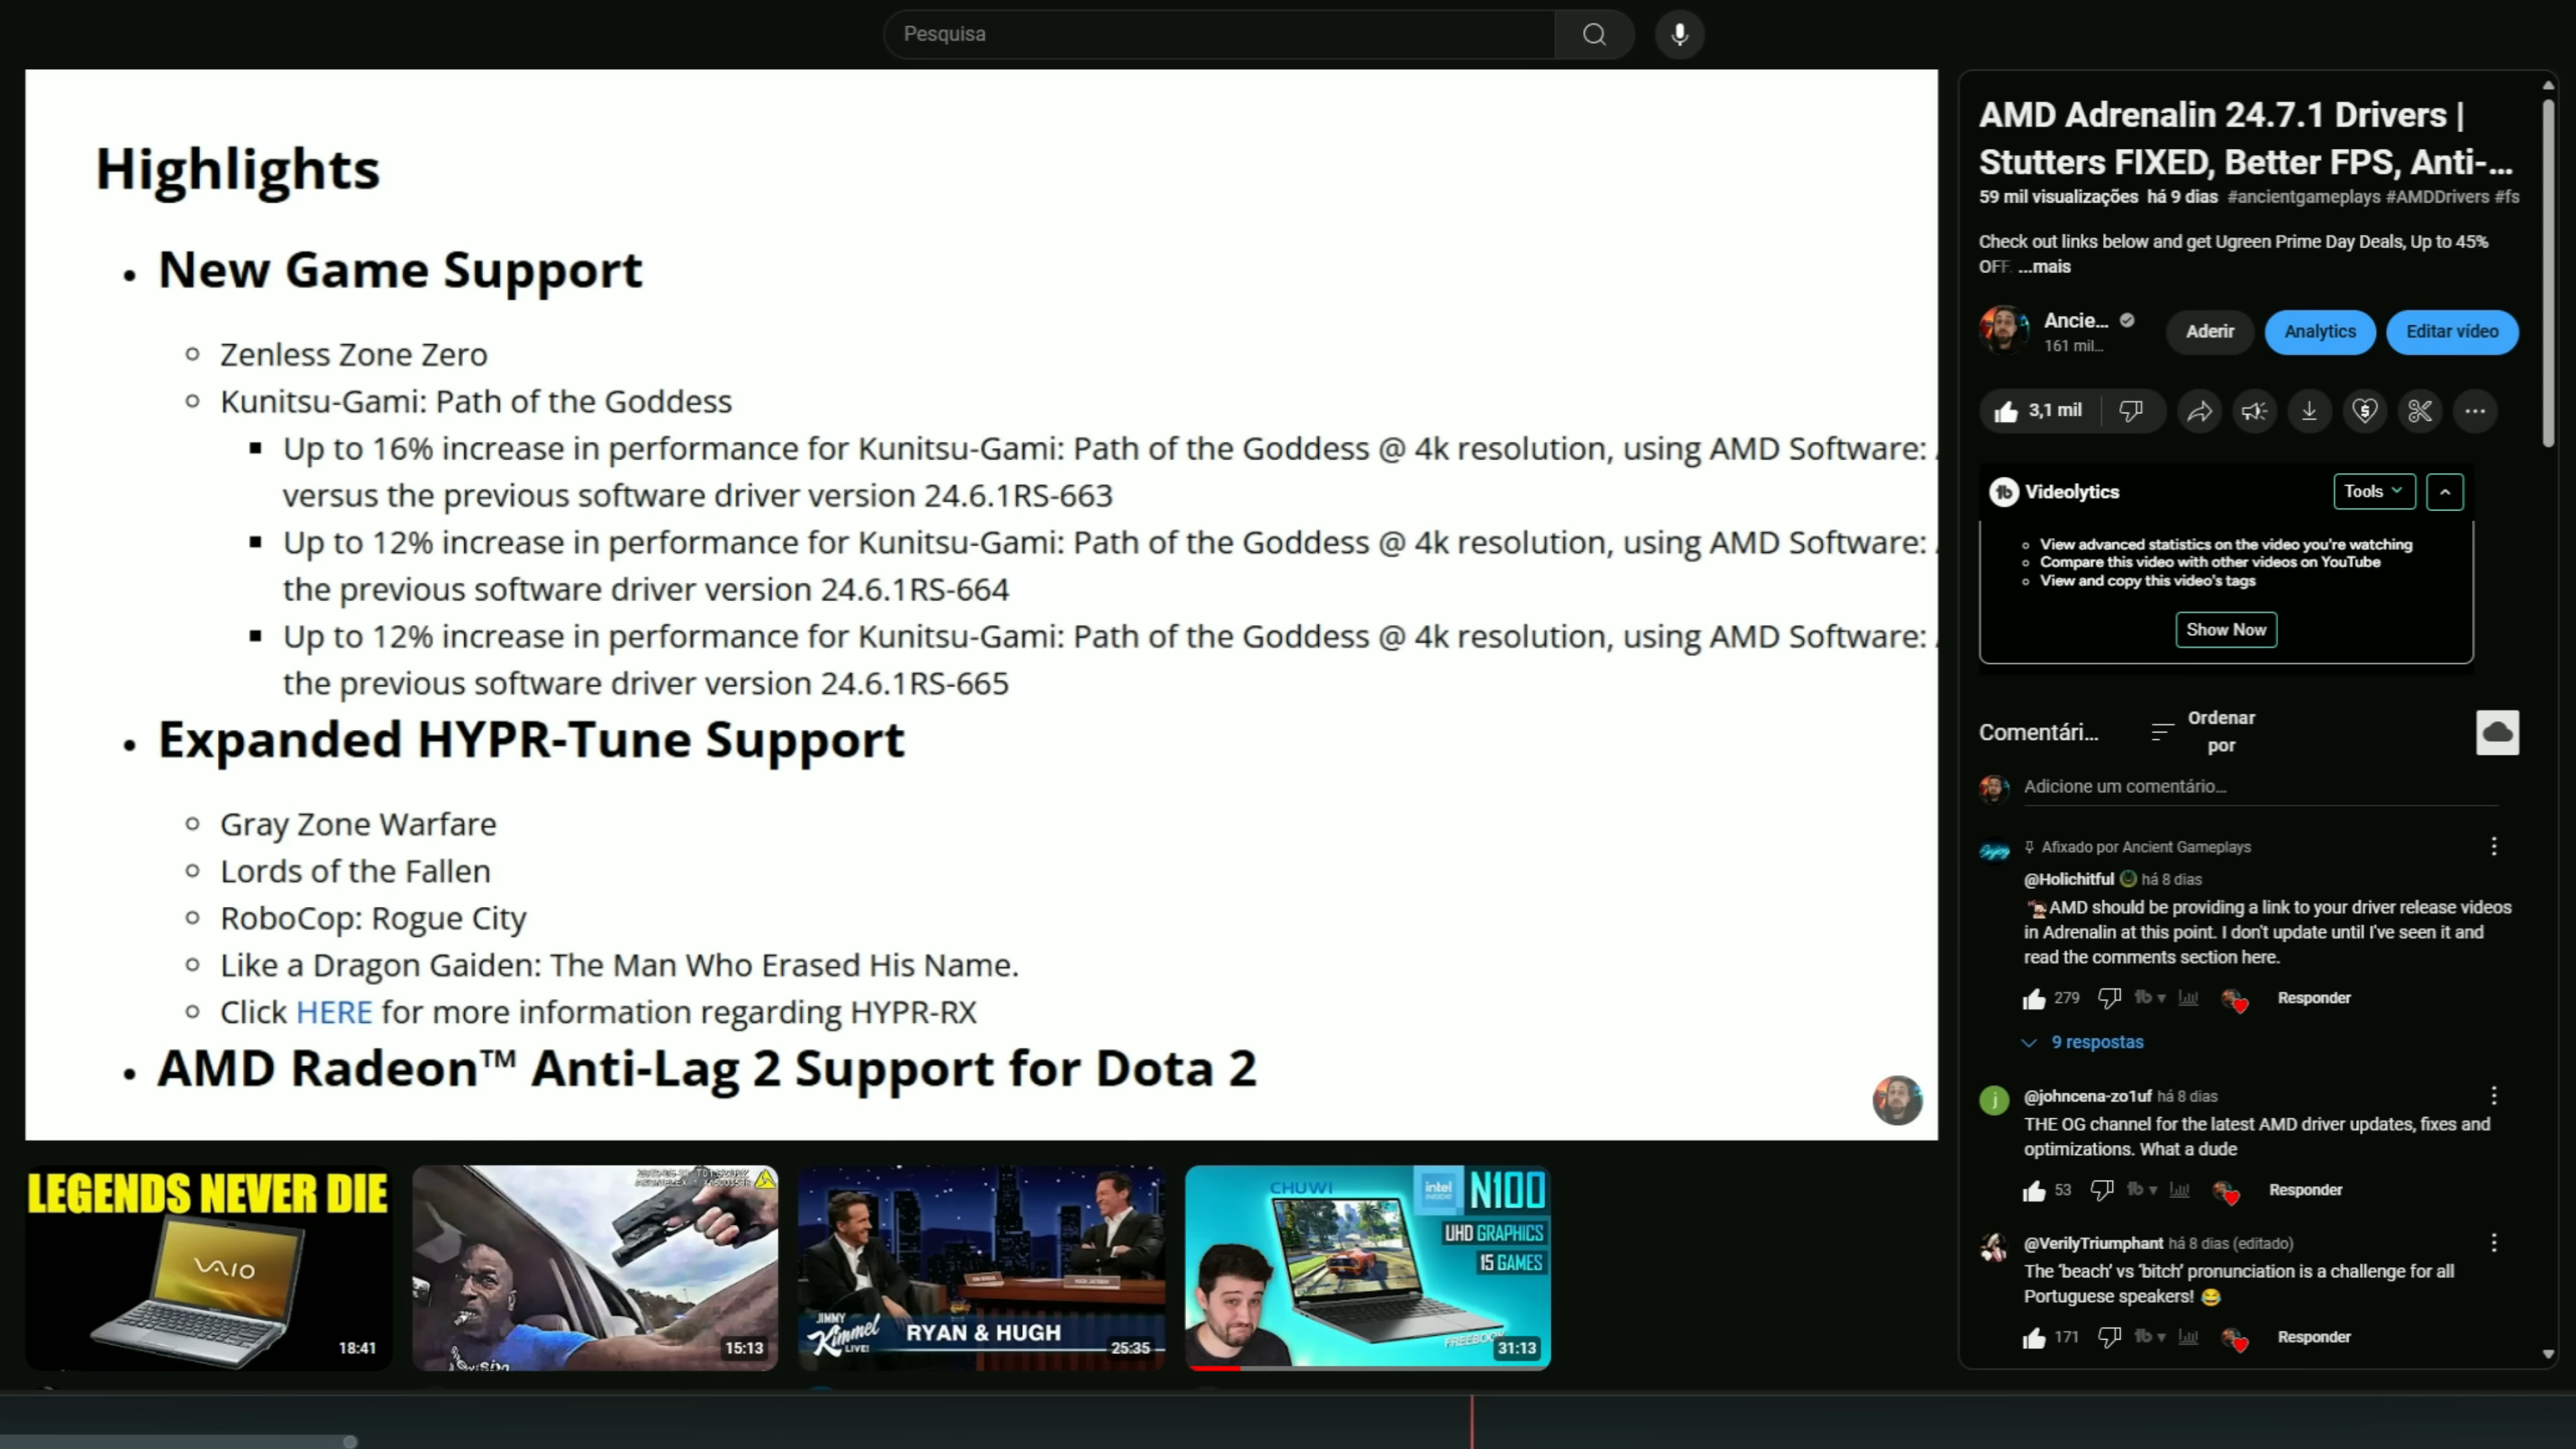 Pesquisa
Highlights
• New Game Support
Zenless Zone Zero
Kunitsu-Gami: Path of the Goddess
Up to 16% increase in performance for Kunitsu-Gami: Path of the Goddess @ 4k resolution, using AMD Software:
versus the previous software driver version 24.6.1RS-663
Up to 12% increase in performance for Kunitsu-Gami: Path of the Goddess @ 4k resolution, using AMD Software:
the previous software driver version 24.6.1RS-664
Up to 12% increase in performance for Kunitsu-Gami: Path of the Goddess @ 4k resolution, using AMD Software:
the previous software driver version 24.6.1RS-665
• Expanded HYPR-Tune Support
Gray Zone Warfare
Lords of the Fallen
RoboCop: Rogue City
Like a Dragon Gaiden: The Man Who Erased His Name.
Click HERE for more information regarding HYPR-RX
• AMD Radeon™ Anti-Lag 2 Support for Dota 2
LEGENDS NEVER DIE
VAIO
18:41
15:13
JIMMY
Kimmel
LIVE!
RYAN & HUGH
25:35
CHUWI
intel
N100
UHD GRAPHICS
15 GAMES
FREEBOOK
31:13
AMD Adrenalin 24.7.1 Drivers |
Stutters FIXED, Better FPS, Anti-...
59 mil visualizações há 9 dias #ancientgameplays #AMDDrivers #fs
Check out links below and get Ugreen Prime Day Deals, Up to 45%
OFF. ...mais
Ancie...
161 mil...
Aderir
Analytics
Editar vídeo
3,1 mil
Videolytics
Tools
View advanced statistics on the video you're watching
Compare this video with other videos on YouTube
View and copy this video's tags
Show Now
Comentári...
Ordenar
por
Adicione um comentário...
Afixado por Ancient Gameplays
@Holichitful há 8 dias
AMD should be providing a link to your driver release videos
in Adrenalin at this point. I don't update until I've seen it and
read the comments section here.
279
Responder
9 respostas
j
@johncena-zo1uf há 8 dias
THE OG channel for the latest AMD driver updates, fixes and
optimizations. What a dude
53
Responder
@VerilyTriumphant há 8 dias (editado)
The 'beach' vs 'bitch' pronunciation is a challenge for all
Portuguese speakers! 😂
171
Responder